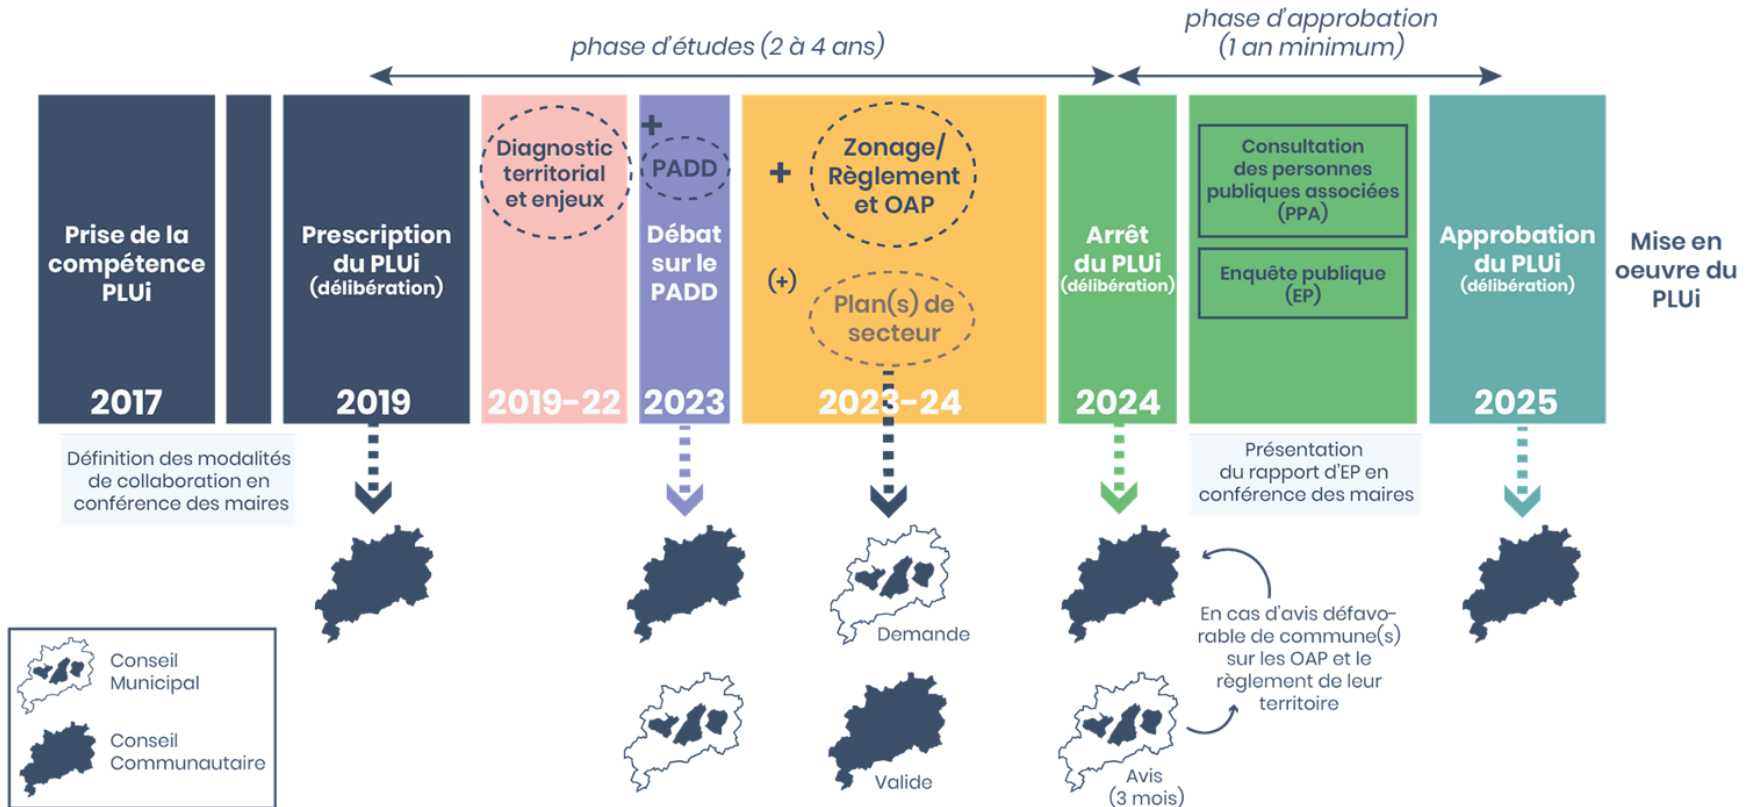 phase d'études (2 à 4 ans)
phase d'approbation
(1 an minimum)
Prise de la
compétence
PLUi
2017
Prescription
du PLUi
(délibération)
2019
Diagnostic
territorial
et enjeux
2019-22
+
PADD
Débat
sur le
PADD
2023
+
Zonage/
Règlement
et OAP
(+)
Plan(s) de
secteur
2023-24
Arrêt
du PLUi
(délibération)
2024
Consultation
des personnes
publiques associées
(PPA)
Enquête publique
(EP)
Approbation
du PLUi
(délibération)
2025
Mise en
oeuvre du
PLUi
Définition des modalités
de collaboration en
conférence des maires
Présentation
du rapport d'EP en
conférence des maires
Demande
Valide
Avis
(3 mois)
En cas d'avis défavo-
rable de commune(s)
sur les OAP et le
règlement de leur
territoire
Conseil
Municipal
Conseil
Communautaire